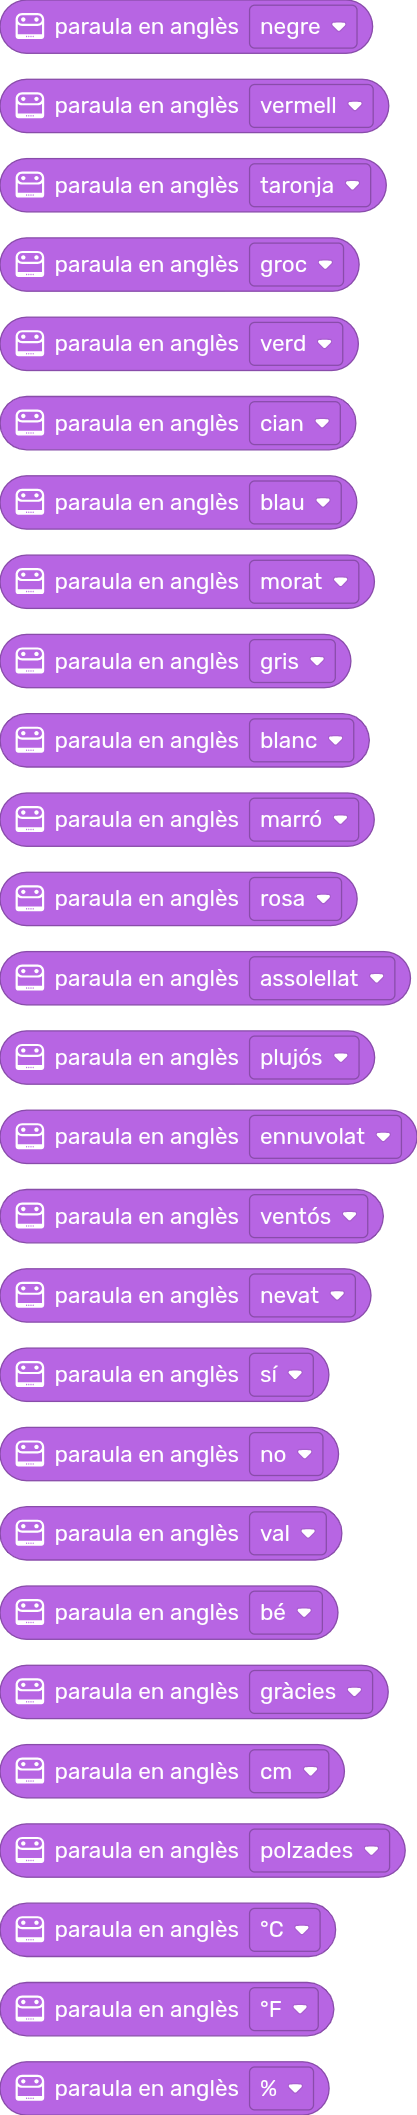 paraula en anglès negre
paraula en anglès vermell
paraula en anglès taronja
paraula en anglès groc
paraula en anglès verd
paraula en anglès cian
paraula en anglès blau
paraula en anglès morat
paraula en anglès gris
paraula en anglès blanc
paraula en anglès marró
paraula en anglès rosa
paraula en anglès assolellat
paraula en anglès plujós
paraula en anglès ennuvolat
paraula en anglès ventós
paraula en anglès nevat
paraula en anglès sí
paraula en anglès no
paraula en anglès val
paraula en anglès bé
paraula en anglès gràcies
paraula en anglès cm
paraula en anglès polzades
paraula en anglès °C
paraula en anglès °F
paraula en anglès %